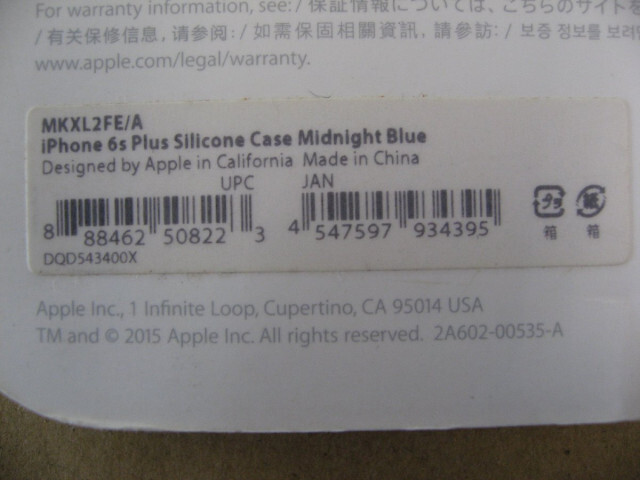 For warranty information, see: / 保証情報については、こちらのサイトを
/ 有关保修信息，请参阅: / 如需保固相關資訊，請參訪: / 보증 정보를 보려면
www.apple.com/legal/warranty.
MKXL2FE/A
iPhone 6s Plus Silicone Case Midnight Blue
Designed by Apple in California Made in China
UPC JAN
8 88462 50822 3 4 547597 934395
箱 紙 箱
DQD543400X
Apple Inc., 1 Infinite Loop, Cupertino, CA 95014 USA
TM and © 2015 Apple Inc. All rights reserved. 2A602-00535-A